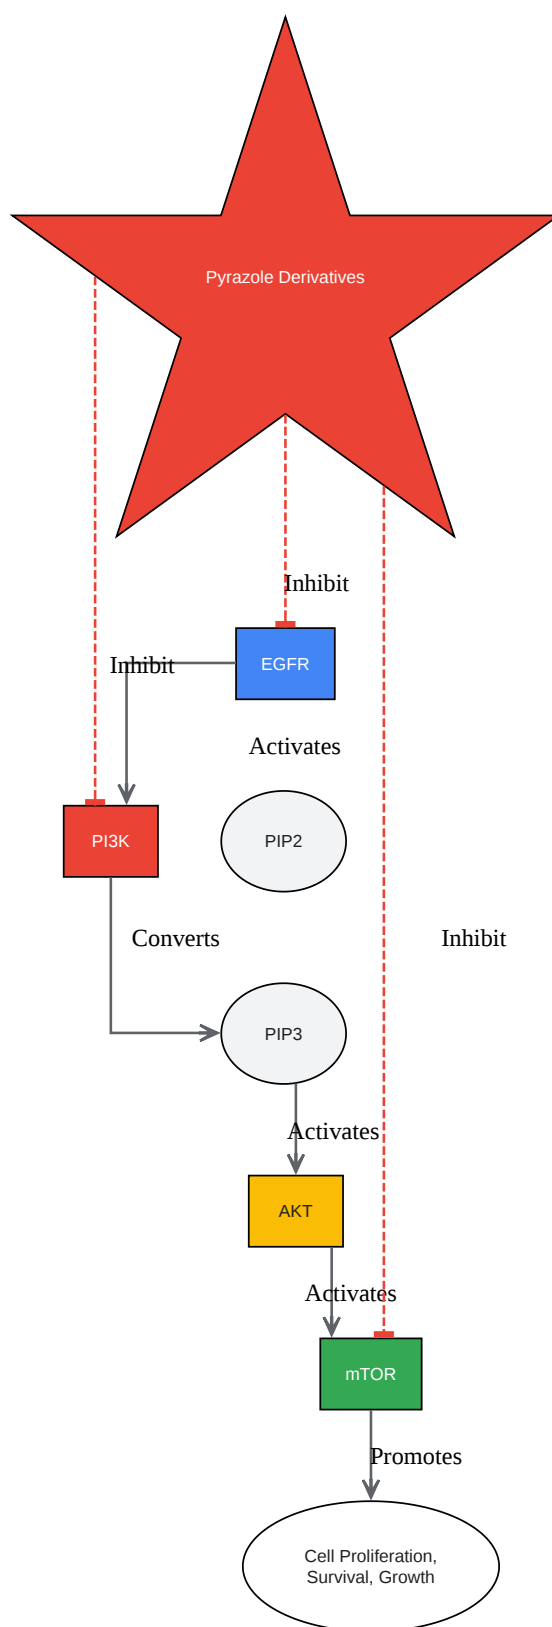 Pyrazole Derivatives
Inhibit
EGFR
Inhibit
Activates
PI3K
PIP2
Converts
Inhibit
PIP3
Activates
AKT
Activates
mTOR
Promotes
Cell Proliferation,
Survival, Growth